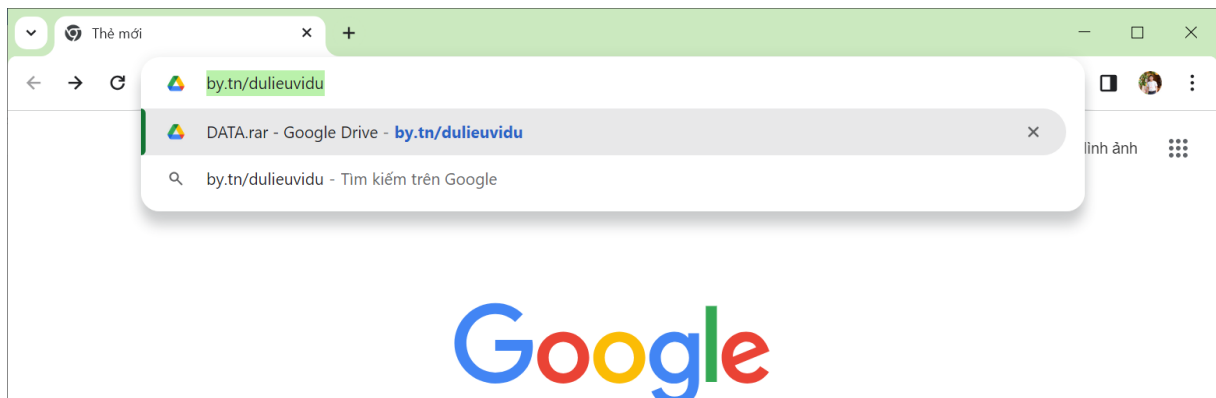 Thẻ mới
by.tn/dulieuvidu
DATA.rar - Google Drive - by.tn/dulieuvidu
by.tn/dulieuvidu - Tìm kiếm trên Google
Google